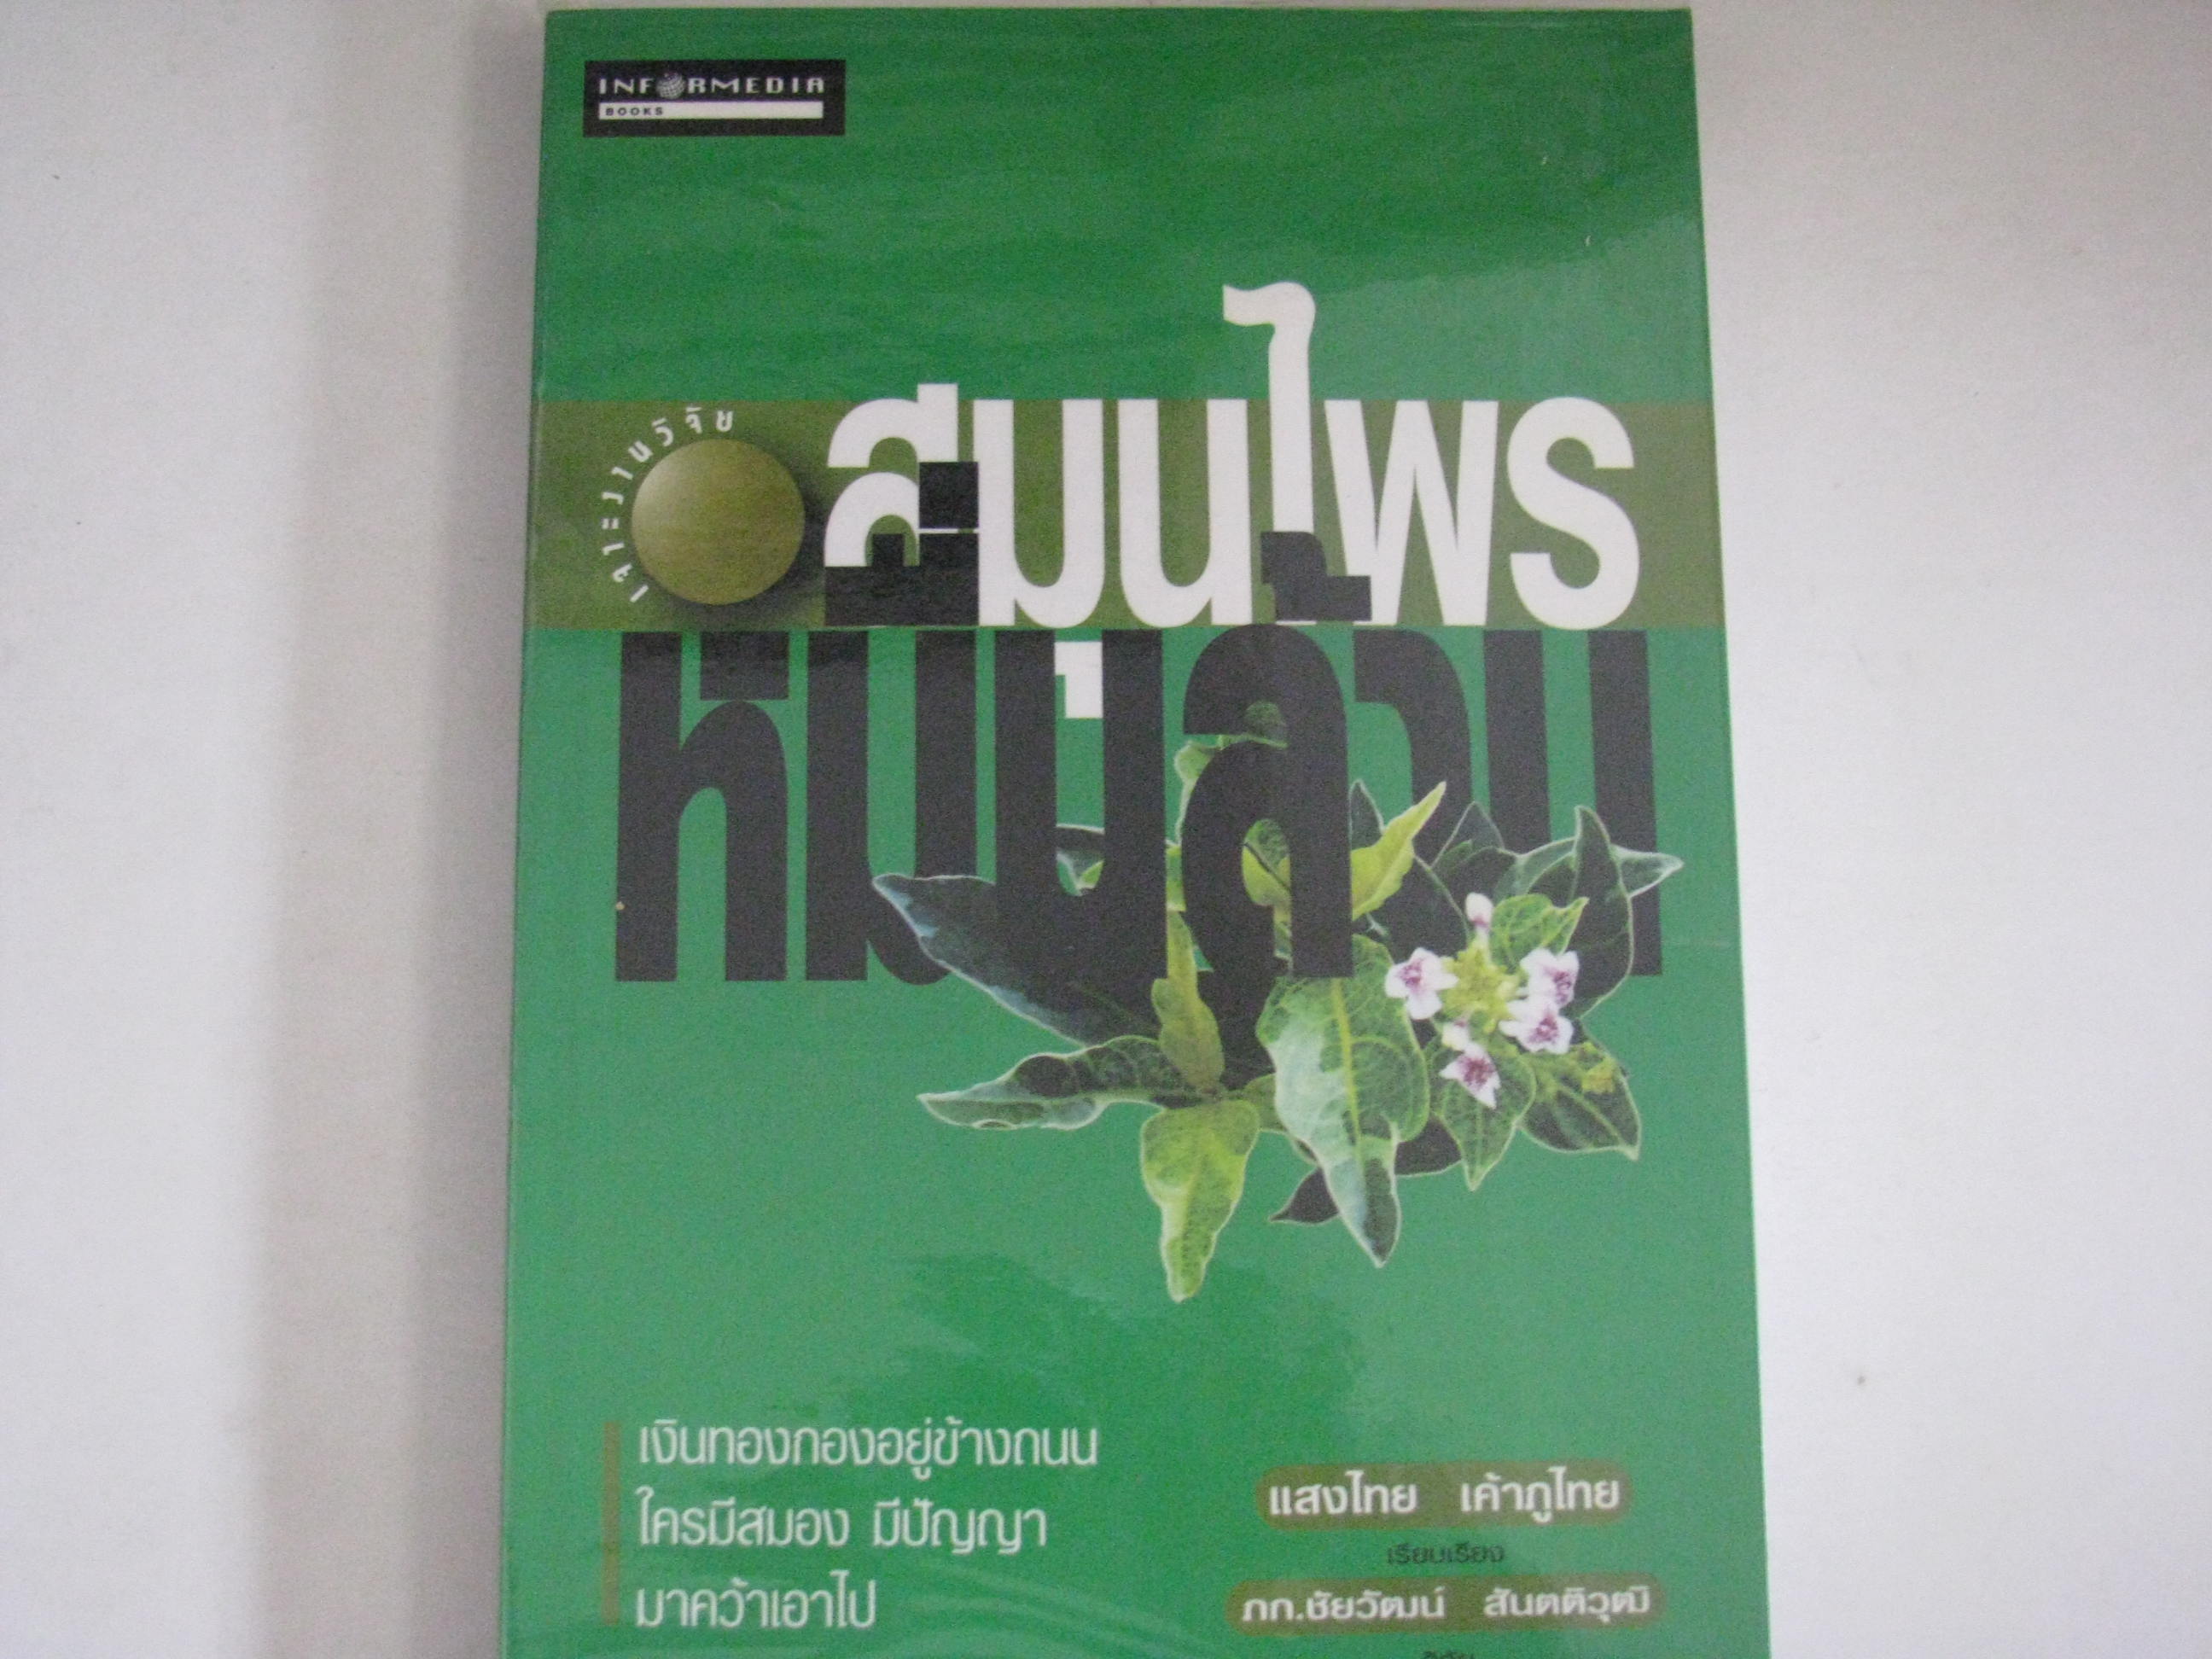 INFORMEDIA
BOOKS
เจาะงานวิจัย
สมุนไพร
หมื่นล้าน
เงินทองกองอยู่ข้างถนน
ใครมีสมอง มีปัญญา
มาคว้าเอาไป
แสงไทย เค้าภูไทย
เรียบเรียง
ภก.ชัยวัฒน์ สันตติวุฒิ